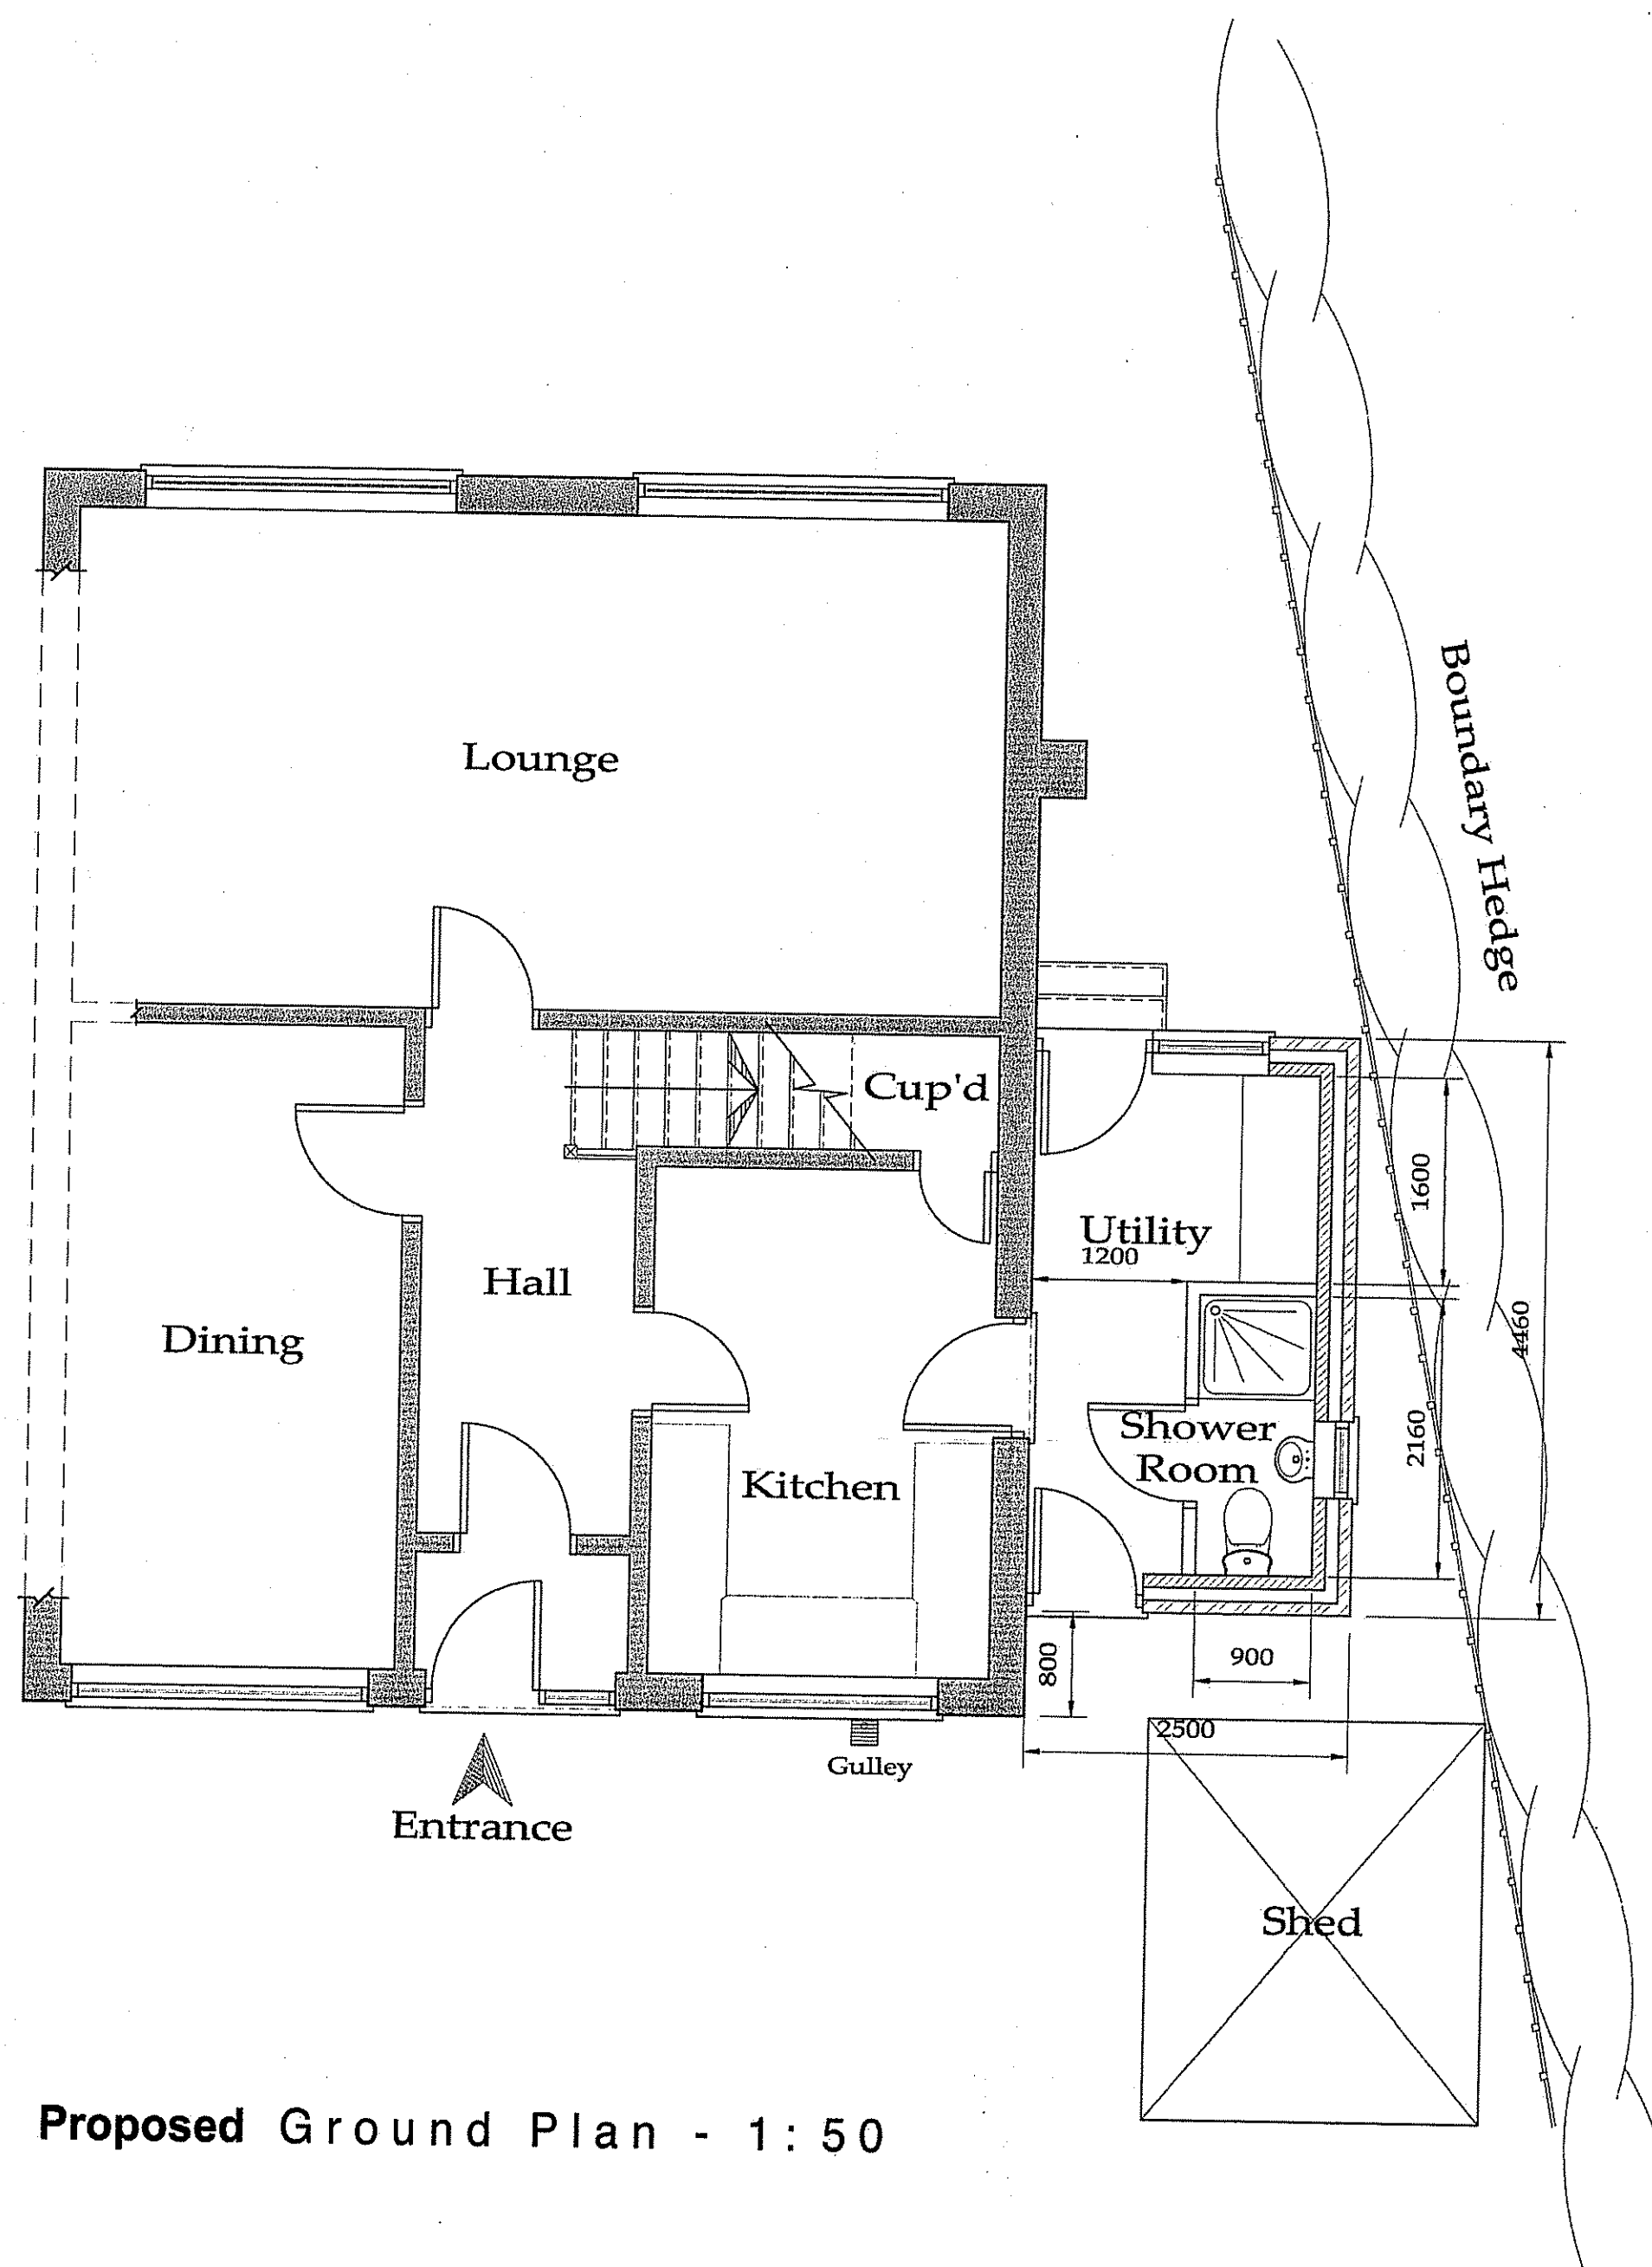 Boundary Hedge
Lounge
Cup'd
1600
Utility
1200
Hall
4460
Dining
Shower
Room
2160
Kitchen
900
800
2500
Gulley
Entrance
Shed
Proposed Ground Plan - 1:50